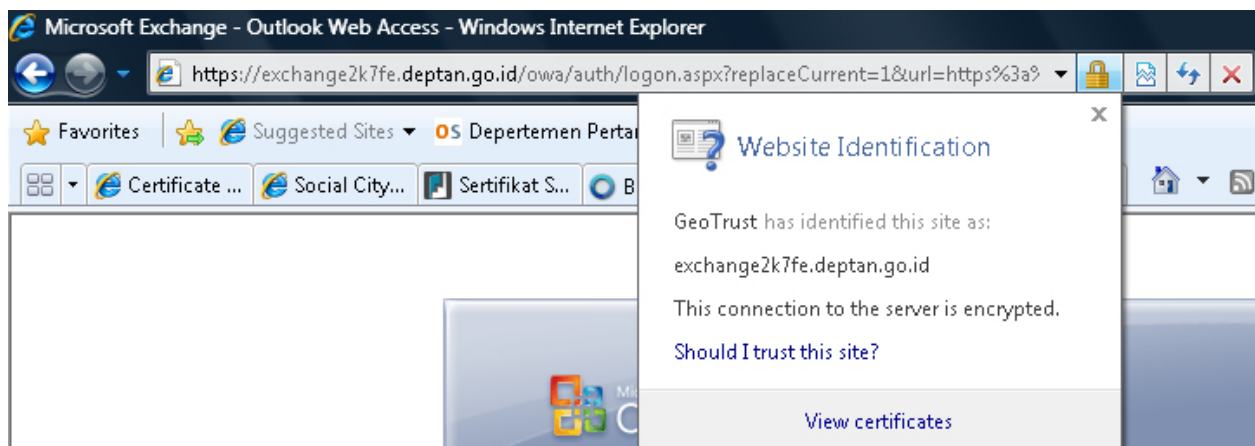 Microsoft Exchange - Outlook Web Access - Windows Internet Explorer
https://exchange2k7fe.deptan.go.id/owa/auth/logon.aspx?replaceCurrent=1&url=https%3a%
Favorites Suggested Sites Depertemen Pertan
Certificate ... Social City... Sertifikat S... B
Website Identification
GeoTrust has identified this site as:
exchange2k7fe.deptan.go.id
This connection to the server is encrypted.
Should I trust this site?
View certificates